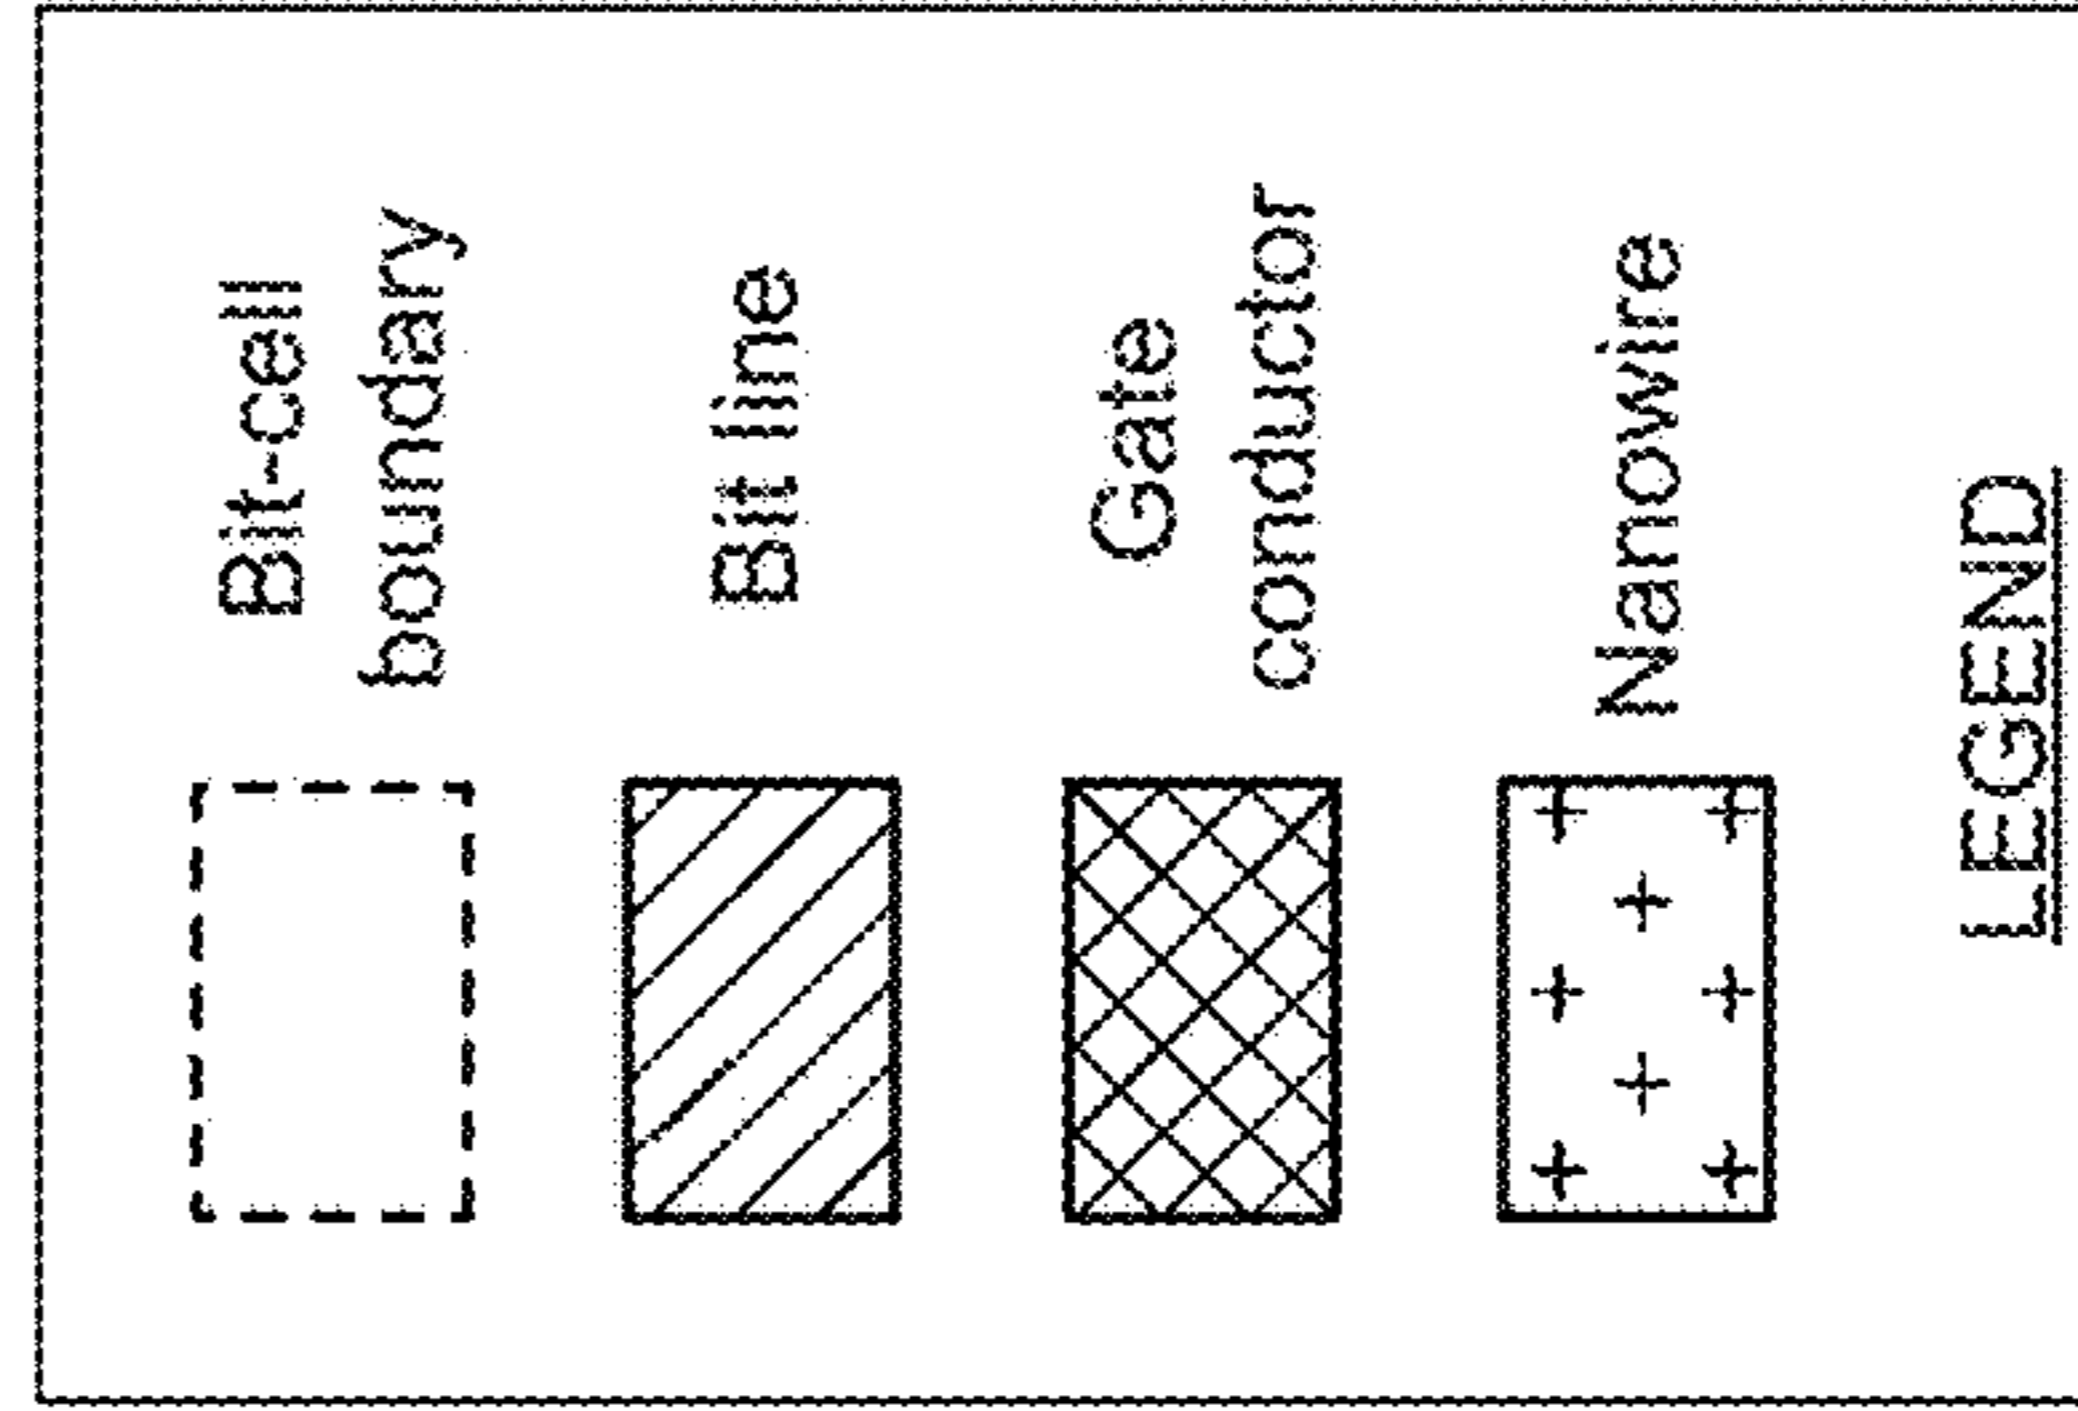 Bit-cell
boundary
Bit line
Gate
conductor
Nanowire
LEGEND